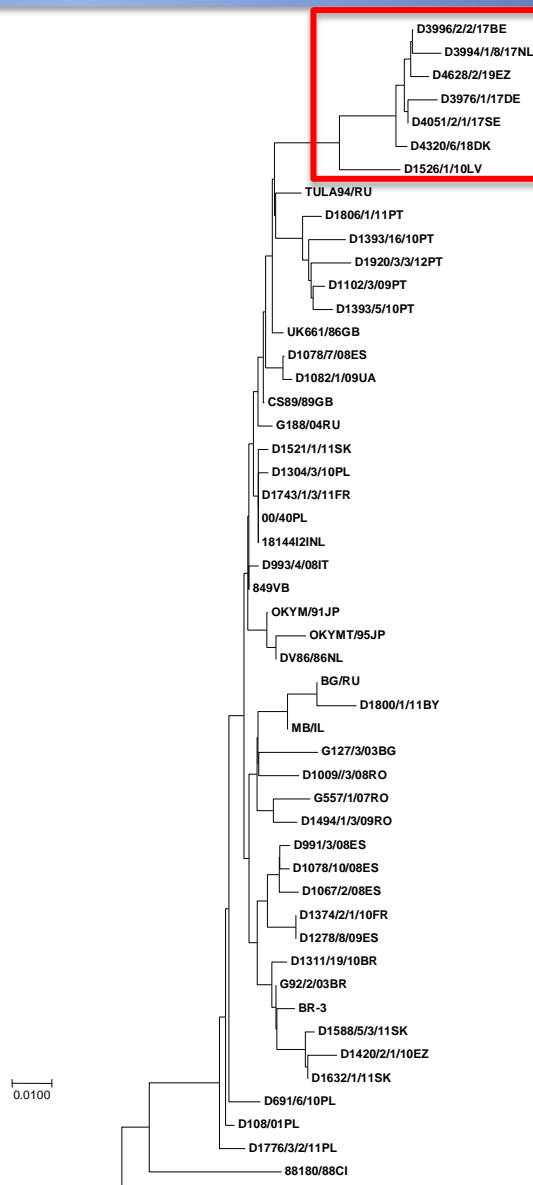 D3996/2/2/17BE
D3994/1/8/17NL
D4628/2/19EZ
D3976/1/17DE
D4051/2/1/17SE
D4320/6/18DK
D1526/1/10LV
TULA94/RU
D1806/1/11PT
D1393/16/10PT
D1920/3/3/12PT
D1102/3/09PT
D1393/5/10PT
UK661/86GB
D1078/7/08ES
D1082/1/09UA
CS89/89GB
G188/04RU
D1521/1/11SK
D1304/3/10PL
D1743/1/3/11FR
00/40PL
18144I2INL
D993/4/08IT
849VB
OKYM/91JP
OKYMT/95JP
DV86/86NL
BG/RU
D1800/1/11BY
MB/IL
G127/3/03BG
D1009//3/08RO
G557/1/07RO
D1494/1/3/09RO
D991/3/08ES
D1078/10/08ES
D1067/2/08ES
D1374/2/1/10FR
D1278/8/09ES
D1311/19/10BR
G92/2/03BR
BR-3
D1588/5/3/11SK
D1420/2/1/10EZ
D1632/1/11SK
0.0100
D691/6/10PL
D108/01PL
D1776/3/2/11PL
88180/88CI